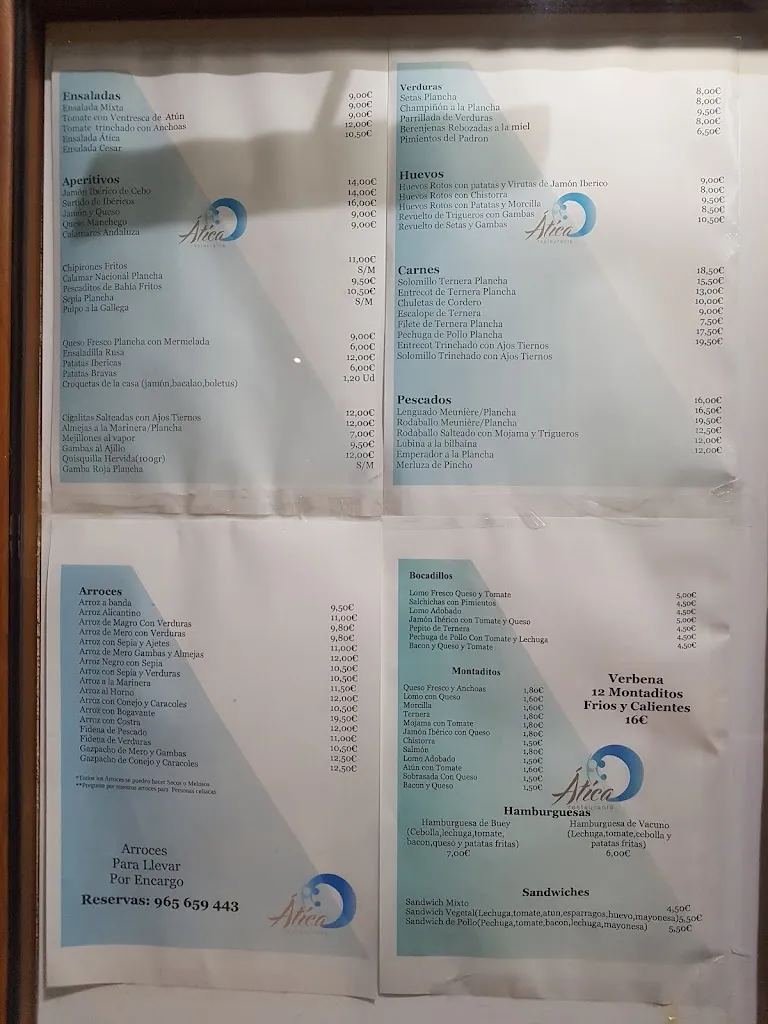 Ensaladas
Ensalada Mixta 9,00€
Tomate con Ventresca de Atún 9,00€
Tomate trinchado con Anchoas 9,00€
Ensalada Ática 12,00€
Ensalada Cesar 10,50€
Aperitivos
Jamón Ibérico de Cebo 14,00€
Surtido de Ibéricos 14,00€
Jamón y Queso 16,00€
Queso Manchego 9,00€
Calamares Andaluza 9,00€
Ática
restaurante
Chipirones Fritos 11,00€
Calamar Nacional Plancha S/M
Pescaditos de Bahia Fritos 9,50€
Sepia Plancha 10,50€
Pulpo a la Gallega S/M
Queso Fresco Plancha con Mermelada 9,00€
Ensaladilla Rusa 6,00€
Patatas Ibericas 12,00€
Patatas Bravas 6,00€
Croquetas de la casa (jamón,bacalao,boletus) 1,20 Ud
Cigalitas Salteadas con Ajos Tiernos 12,00€
Almejas a la Marinera/Plancha 12,00€
Mejillones al vapor 7,00€
Gambas al Ajillo 9,50€
Quisquilla Hervida(100gr) 12,00€
Gamba Roja Plancha S/M
Verduras
Setas Plancha 8,00€
Champiñón a la Plancha 8,00€
Parrillada de Verduras 9,50€
Berenjenas Rebozadas a la miel 8,00€
Pimientos del Padron 6,50€
Huevos
Huevos Rotos con patatas y Virutas de Jamón Iberico 9,00€
Huevos Rotos con Chistorra 8,00€
Huevos Rotos con Patatas y Morcilla 9,50€
Revuelto de Trigueros con Gambas 8,50€
Revuelto de Setas y Gambas 10,50€
Ática
restaurante
Carnes
Solomillo Ternera Plancha 18,50€
Entrecot de Ternera Plancha 15,50€
Chuletas de Cordero 13,00€
Escalope de Ternera 10,00€
Filete de Ternera Plancha 9,00€
Pechuga de Pollo Plancha 7,50€
Entrecot Trinchado con Ajos Tiernos 17,50€
Solomillo Trinchado con Ajos Tiernos 19,50€
Pescados
Lenguado Meunière/Plancha 16,00€
Rodaballo Meunière/Plancha 16,50€
Rodaballo Salteado con Mojama y Trigueros 19,50€
Lubina a la bilbaína 12,50€
Emperador a la Plancha 12,00€
Merluza de Pincho 12,00€
Arroces
Arroz a banda 9,50€
Arroz Alicantino 11,00€
Arroz de Magro Con Verduras 9,80€
Arroz de Mero con Verduras 9,80€
Arroz con Sepia y Ajetes 11,00€
Arroz de Mero Gambas y Almejas 12,00€
Arroz Negro con Sepia 10,50€
Arroz con Sepia y Verduras 10,50€
Arroz a la Marinera 11,50€
Arroz al Horno 12,00€
Arroz con Conejo y Caracoles 10,50€
Arroz con Bogavante 19,50€
Arroz con Costra 12,00€
Fideua de Pescado 11,00€
Fideua de Verduras 10,50€
Gazpacho de Mero y Gambas 12,50€
Gazpacho de Conejo y Caracoles 12,50€
*Todos los Arroces se pueden hacer Secos o Melosos
**Pregunte por nuestros arroces para Personas celiacas
Arroces
Para Llevar
Por Encargo
Reservas: 965 659 443
Ática
restaurante
Bocadillos
Lomo Fresco Queso y Tomate 5,00€
Salchichas con Pimientos 4,50€
Lomo Adobado 4,50€
Jamón Ibérico con Tomate y Queso 5,00€
Pepito de Ternera 4,50€
Pechuga de Pollo Con Tomate y Lechuga 4,50€
Bacon y Queso y Tomate 4,50€
Montaditos
Queso Fresco y Anchoas 1,80€
Lomo con Queso 1,60€
Morcilla 1,60€
Ternera 1,80€
Mojama con Tomate 1,80€
Jamón Ibérico con Queso 1,80€
Chistorra 1,50€
Salmón 1,80€
Lomo Adobado 1,50€
Atún con Tomate 1,60€
Sobrasada Con Queso 1,50€
Bacon y Queso 1,50€
Verbena
12 Montaditos
Frios y Calientes
16€
Ática
restaurante
Hamburguesas
Hamburguesa de Buey
(Cebolla,lechuga,tomate,
bacon,queso y patatas fritas)
7,00€
Hamburguesa de Vacuno
(Lechuga,tomate,cebolla y
patatas fritas)
6,00€
Sandwiches
Sandwich Mixto 4,50€
Sandwich Vegetal(Lechuga,tomate,atun,esparragos,huevo,mayonesa)5,50€
Sandwich de Pollo(Pechuga,tomate,bacon,lechuga,mayonesa) 5,50€